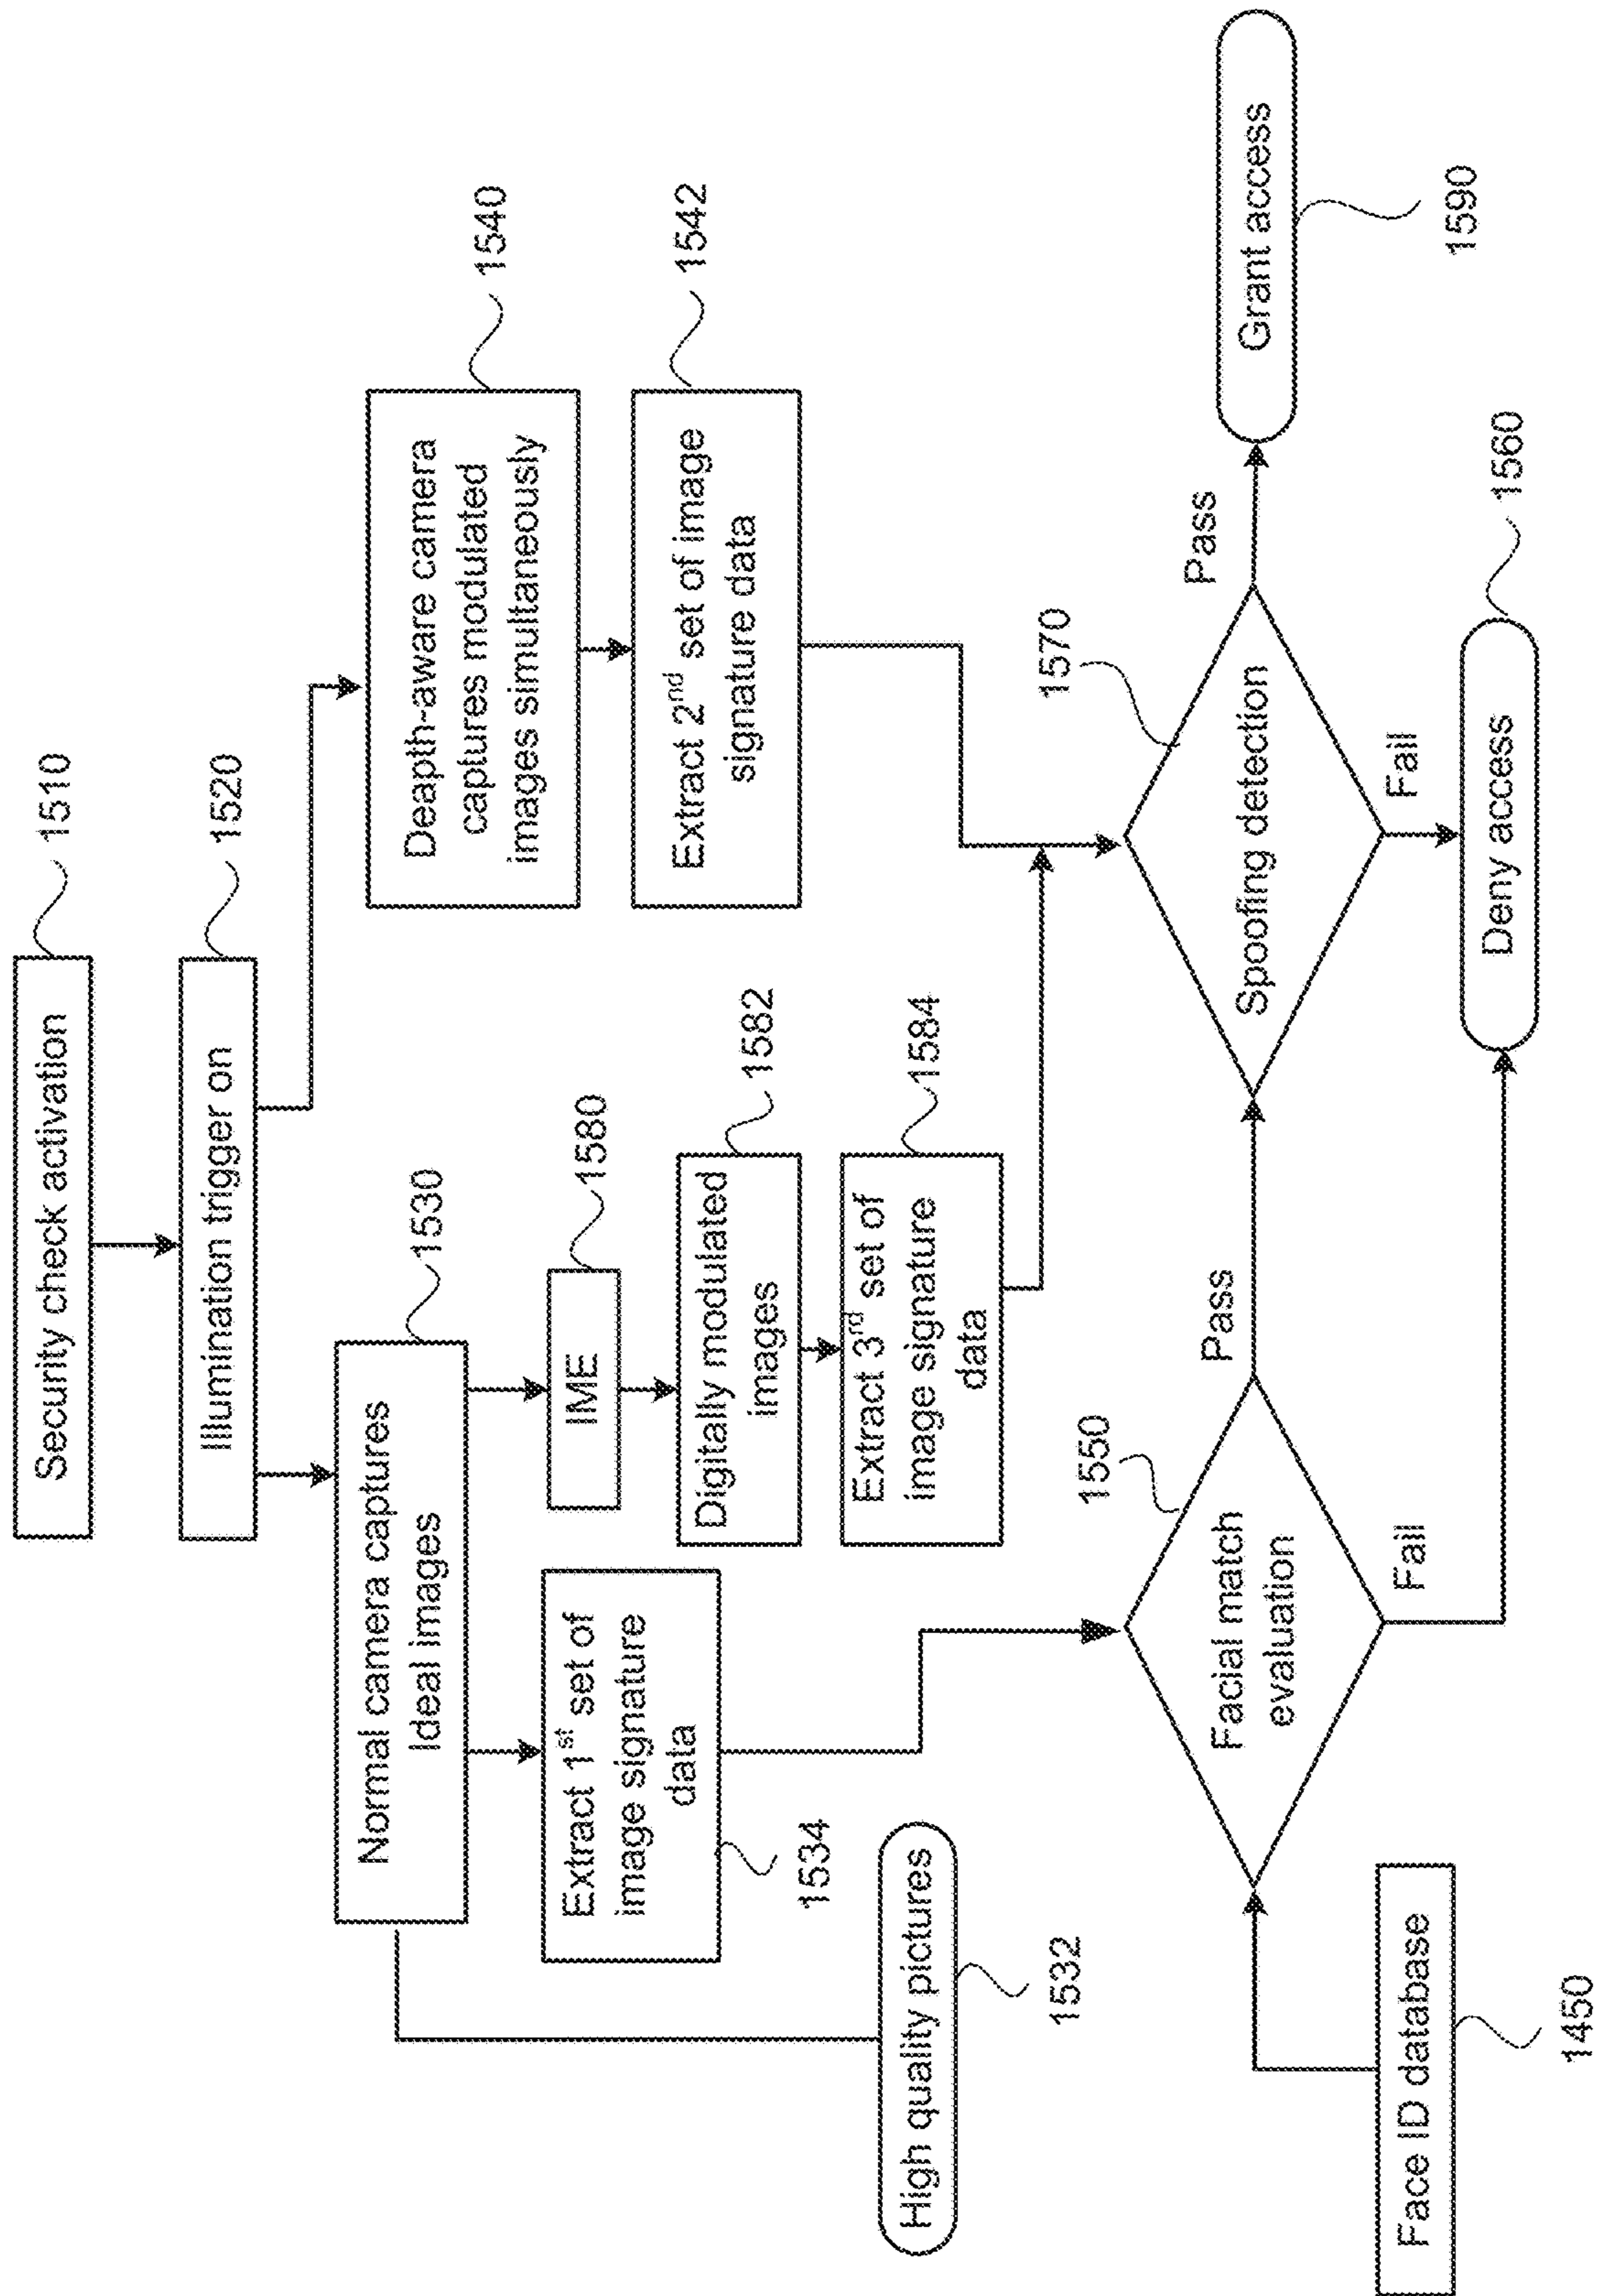 Security check activation
1510
Illumination trigger on
1520
Normal camera captures
Ideal images
1530
Deapth-aware camera
captures modulated
images simultaneously
1540
IME
1580
Extract 1st set of
image signature
data
1534
Digitally modulated
images
1582
Extract 2nd set of image
signature data
1542
Extract 3rd set of
image signature
data
1584
High quality pictures
1532
Facial match
evaluation
1550
Pass
Fail
Spoofing detection
1570
Pass
Fail
Grant access
1590
Face ID database
1450
Deny access
1560